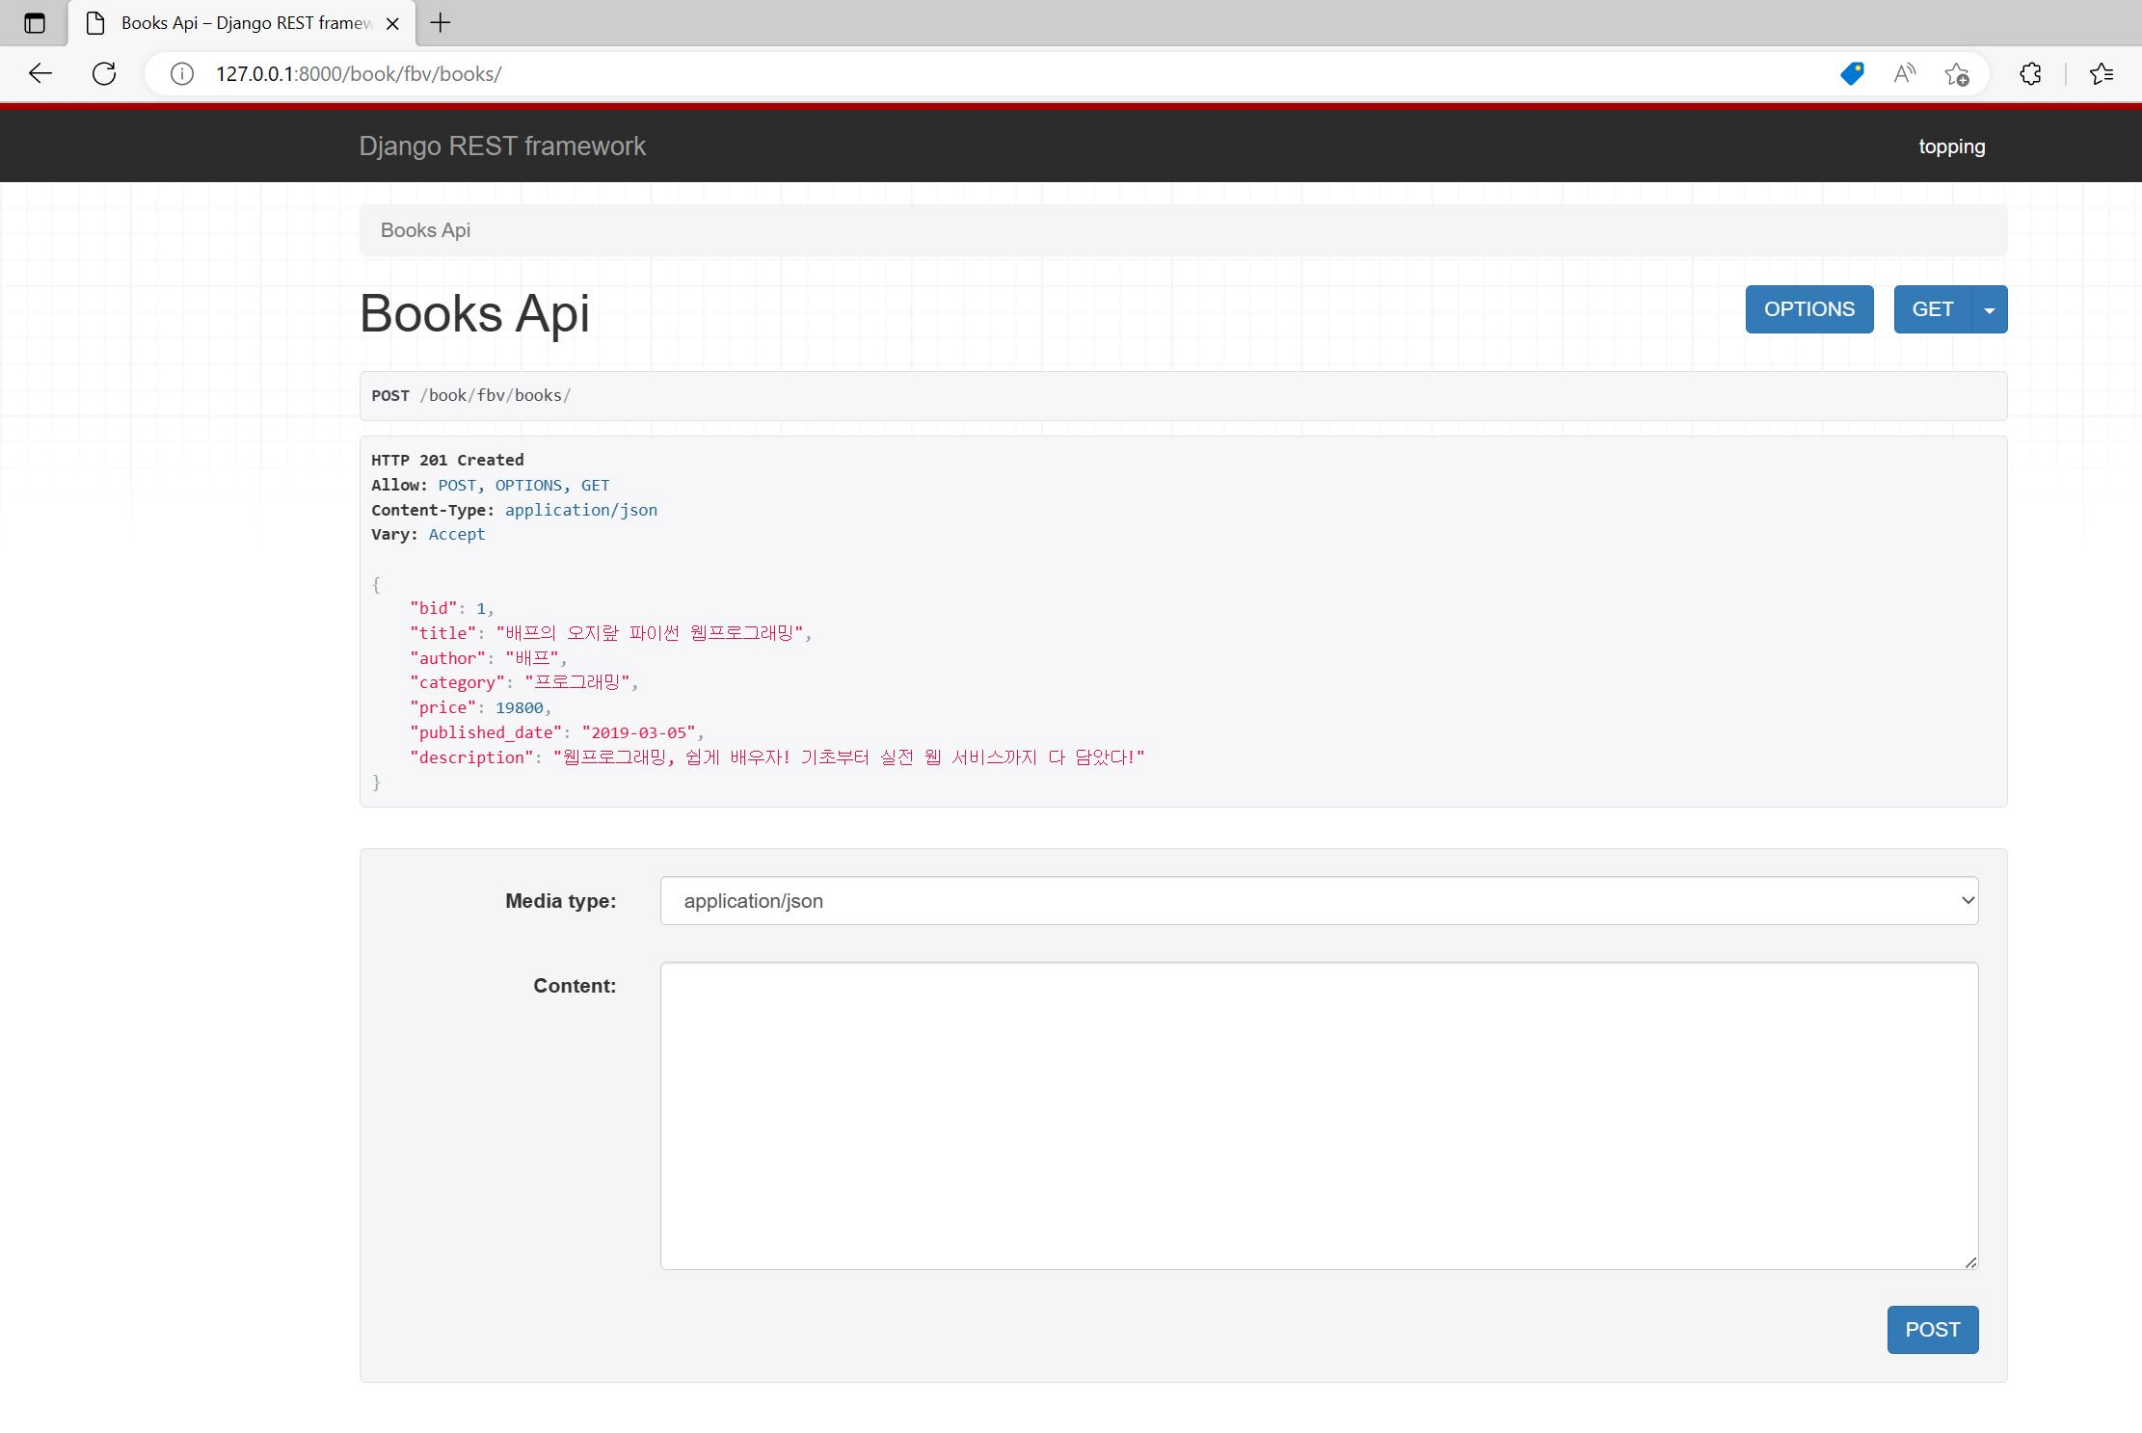 Books Api – Django REST framew
127.0.0.1:8000/book/fbv/books/
Django REST framework
topping
Books Api
Books Api
OPTIONS
GET
POST /book/fbv/books/
HTTP 201 Created
Allow: POST, OPTIONS, GET
Content-Type: application/json
Vary: Accept
{
"bid": 1,
"title": "배프의 오지랖 파이썬 웹프로그래밍",
"author": "배프",
"category": "프로그래밍",
"price": 19800,
"published_date": "2019-03-05",
"description": "웹프로그래밍, 쉽게 배우자! 기초부터 실전 웹 서비스까지 다 담았다!"
}
Media type:
application/json
Content:
POST